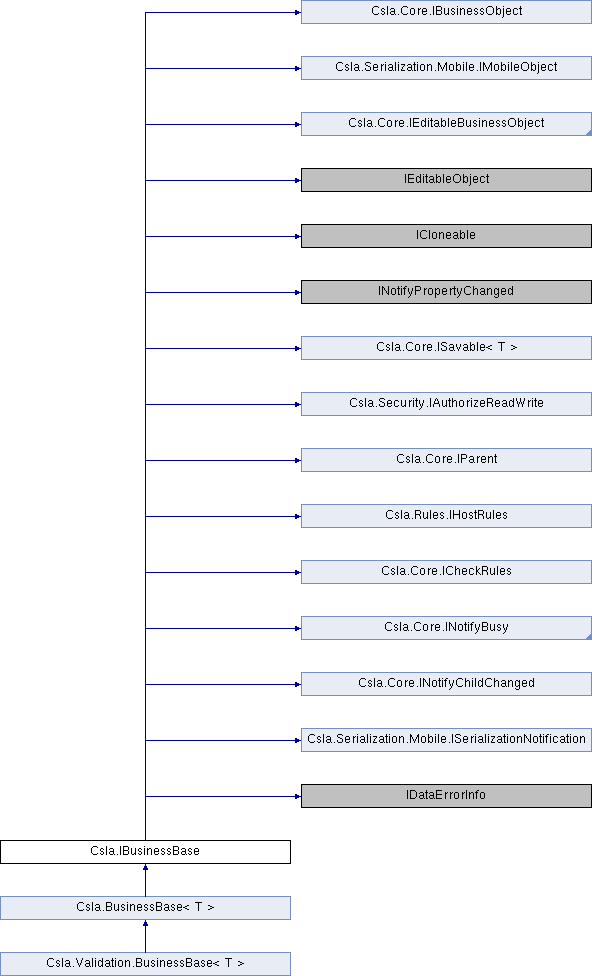 Csla.Core.IBusinessObject
Csla.Serialization.Mobile.IMobileObject
Csla.Core.IEditableBusinessObject
IEditableObject
ICloneable
INotifyPropertyChanged
Csla.Core.ISavable< T >
Csla.Security.IAuthorizeReadWrite
Csla.Core.IParent
Csla.Rules.IHostRules
Csla.Core.ICheckRules
Csla.Core.INotifyBusy
Csla.Core.INotifyChildChanged
Csla.Serialization.Mobile.ISerializationNotification
IDataErrorInfo
Csla.IBusinessBase
Csla.BusinessBase< T >
Csla.Validation.BusinessBase< T >